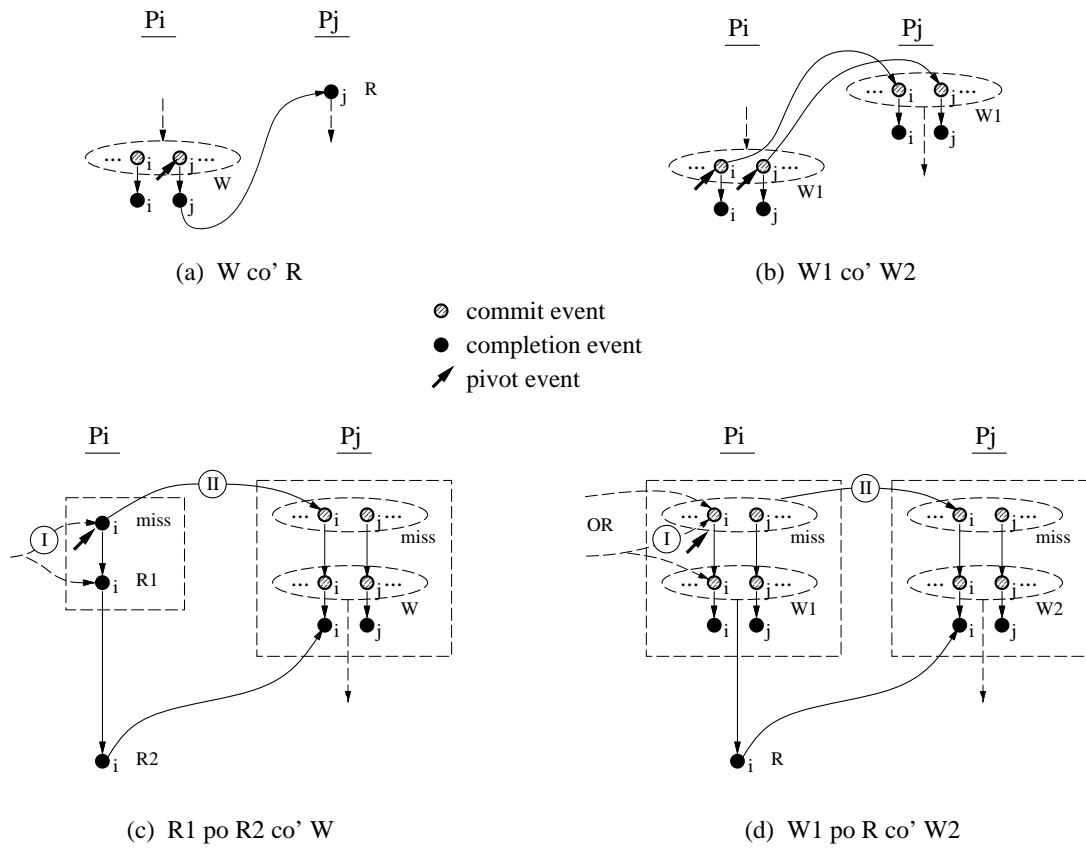 Pi Pj
j R
... i j ...
W
i j
(a) W co' R
Pi Pj
... i j ...
W1
i j
... i j ...
W1
i j
(b) W1 co' W2
commit event
completion event
pivot event
Pi Pj
II
i miss
I
i R1
... i j ...
miss
... i j ...
W
i j
i R2
(c) R1 po R2 co' W
Pi Pj
II
OR
I
... i j ...
miss
... i j ...
W1
i j
... i j ...
miss
... i j ...
W2
i j
i R
(d) W1 po R co' W2